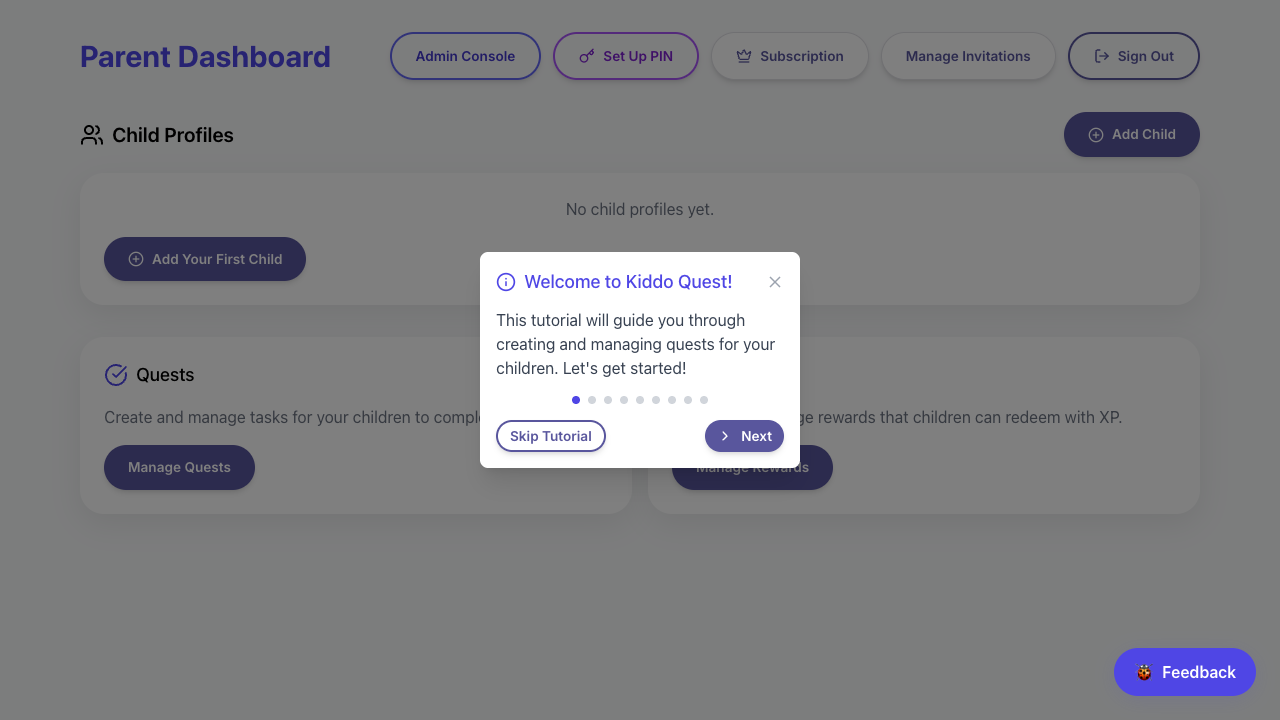 Parent Dashboard
Admin Console
Set Up PIN
Subscription
Manage Invitations
Sign Out
Child Profiles
Add Child
No child profiles yet.
Add Your First Child
Welcome to Kiddo Quest!
This tutorial will guide you through
creating and managing quests for your
children. Let's get started!
Skip Tutorial
Next
Quests
Create and manage tasks for your children to comple
Manage Quests
rewards that children can redeem with XP.
Manage Rewards
Feedback